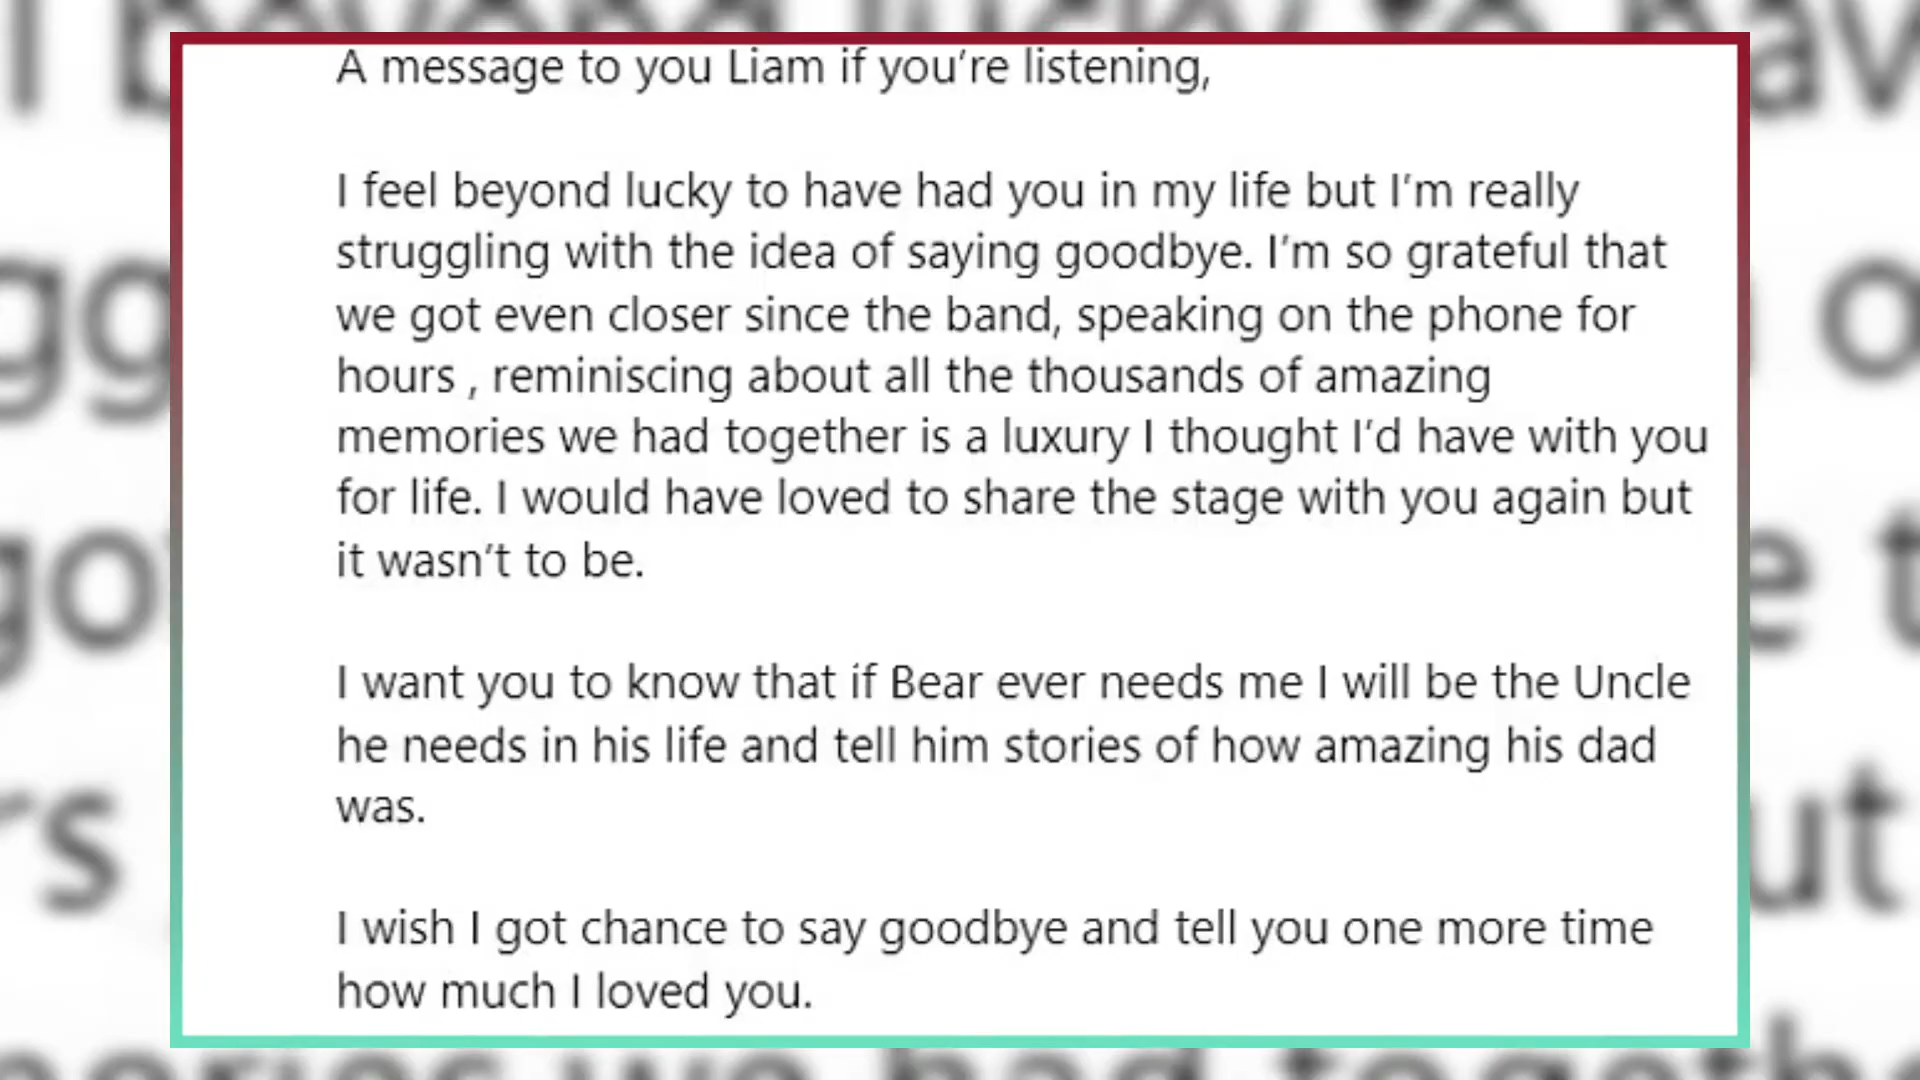 A message to you Liam if you’re listening,
I feel beyond lucky to have had you in my life but I’m really
struggling with the idea of saying goodbye. I’m so grateful that
we got even closer since the band, speaking on the phone for
hours , reminiscing about all the thousands of amazing
memories we had together is a luxury I thought I’d have with you
for life. I would have loved to share the stage with you again but
it wasn’t to be.
I want you to know that if Bear ever needs me I will be the Uncle
he needs in his life and tell him stories of how amazing his dad
was.
I wish I got chance to say goodbye and tell you one more time
how much I loved you.